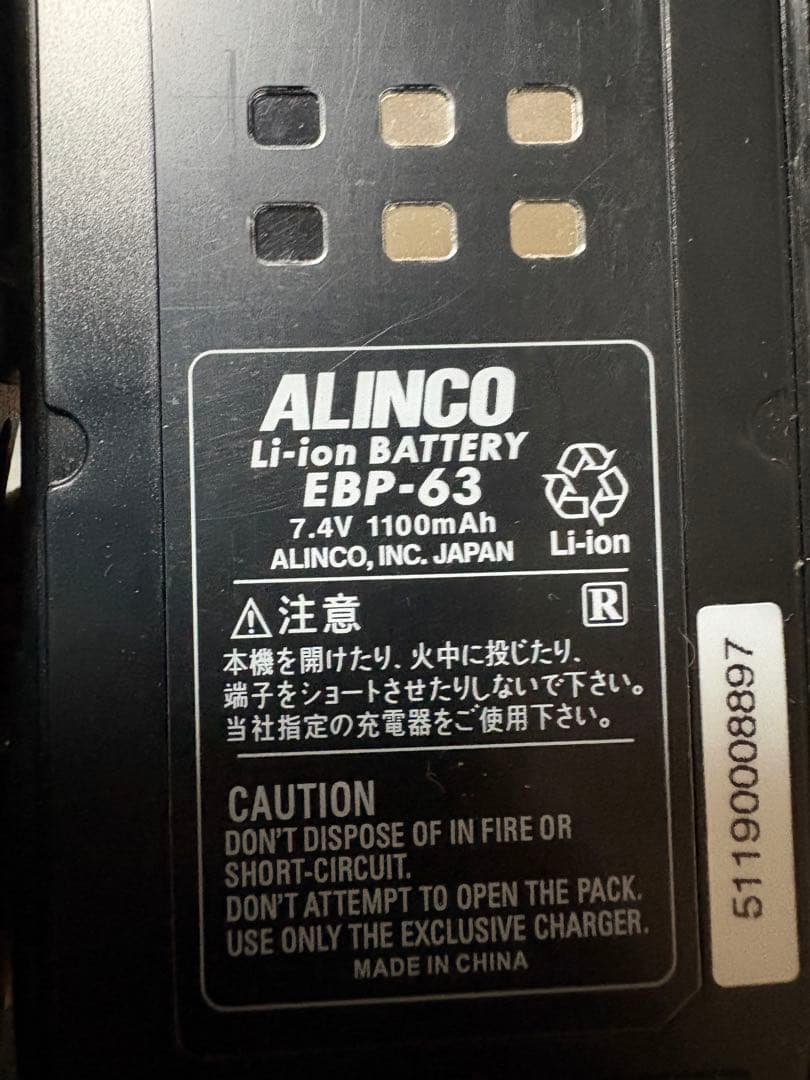 ALINCO
Li-ion BATTERY
EBP-63
7.4V 1100mAh
ALINCO, INC. JAPAN
Li-ion
注意
R
本機を開けたり、火中に投じたり、
端子をショートさせたりしないで下さい。
当社指定の充電器をご使用下さい。
CAUTION
DON'T DISPOSE OF IN FIRE OR
SHORT-CIRCUIT.
DON'T ATTEMPT TO OPEN THE PACK.
USE ONLY THE EXCLUSIVE CHARGER.
MADE IN CHINA
51190008897